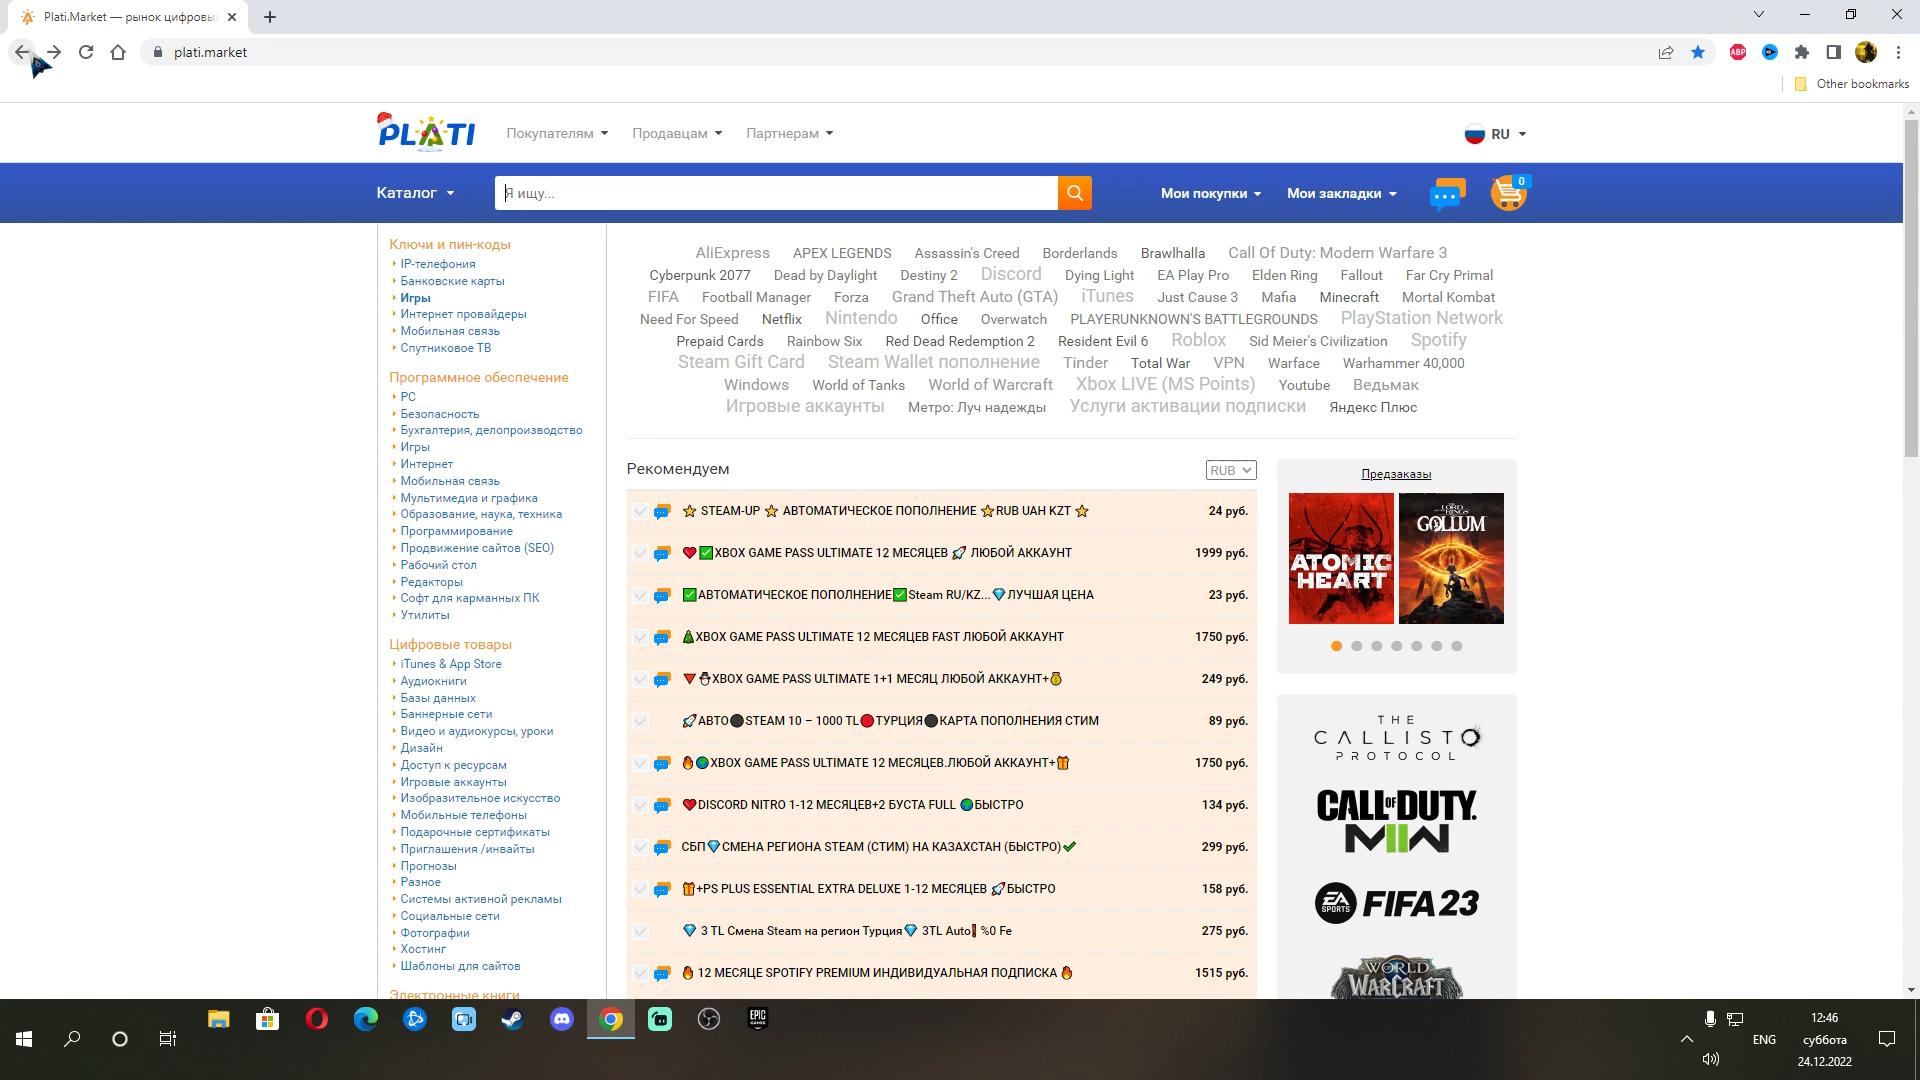 Plati.Market — рынок цифровы
plati.market
ABP
Other bookmarks
PLATI
Покупателям
Продавцам
Партнерам
RU
Каталог
Я ищу...
Мои покупки
Мои закладки
0
Ключи и пин-коды
IP-телефония
Банковские карты
Игры
Интернет провайдеры
Мобильная связь
Спутниковое ТВ
Программное обеспечение
PC
Безопасность
Бухгалтерия, делопроизводство
Игры
Интернет
Мобильная связь
Мультимедиа и графика
Образование, наука, техника
Программирование
Продвижение сайтов (SEO)
Рабочий стол
Редакторы
Софт для карманных ПК
Утилиты
Цифровые товары
iTunes & App Store
Аудиокниги
Базы данных
Баннерные сети
Видео и аудиокурсы, уроки
Дизайн
Доступ к ресурсам
Игровые аккаунты
Изобразительное искусство
Мобильные телефоны
Подарочные сертификаты
Приглашения /инвайты
Прогнозы
Разное
Системы активной рекламы
Социальные сети
Фотографии
Хостинг
Шаблоны для сайтов
Электронные книги
AliExpress APEX LEGENDS Assassin's Creed Borderlands Brawlhalla Call Of Duty: Modern Warfare 3
Cyberpunk 2077 Dead by Daylight Destiny 2 Discord Dying Light EA Play Pro Elden Ring Fallout Far Cry Primal
FIFA Football Manager Forza Grand Theft Auto (GTA) iTunes Just Cause 3 Mafia Minecraft Mortal Kombat
Need For Speed Netflix Nintendo Office Overwatch PLAYERUNKNOWN'S BATTLEGROUNDS PlayStation Network
Prepaid Cards Rainbow Six Red Dead Redemption 2 Resident Evil 6 Roblox Sid Meier's Civilization Spotify
Steam Gift Card Steam Wallet пополнение Tinder Total War VPN Warface Warhammer 40,000
Windows World of Tanks World of Warcraft Xbox LIVE (MS Points) Youtube Ведьмак
Игровые аккаунты Метро: Луч надежды Услуги активации подписки Яндекс Плюс
Рекомендуем
RUB
⭐ STEAM-UP ⭐ АВТОМАТИЧЕСКОЕ ПОПОЛНЕНИЕ ⭐RUB UAH KZT ⭐ 24 руб.
❤️✅XBOX GAME PASS ULTIMATE 12 МЕСЯЦЕВ 🚀 ЛЮБОЙ АККАУНТ 1999 руб.
✅АВТОМАТИЧЕСКОЕ ПОПОЛНЕНИЕ✅Steam RU/KZ...💎ЛУЧШАЯ ЦЕНА 23 руб.
🌲XBOX GAME PASS ULTIMATE 12 МЕСЯЦЕВ FAST ЛЮБОЙ АККАУНТ 1750 руб.
🔻⛄XBOX GAME PASS ULTIMATE 1+1 МЕСЯЦ ЛЮБОЙ АККАУНТ+💰 249 руб.
🚀АВТО⚫STEAM 10 – 1000 TL🔴ТУРЦИЯ⚫КАРТА ПОПОЛНЕНИЯ СТИМ 89 руб.
🔥🌍XBOX GAME PASS ULTIMATE 12 МЕСЯЦЕВ.ЛЮБОЙ АККАУНТ+🎁 1750 руб.
❤️DISCORD NITRO 1-12 МЕСЯЦЕВ+2 БУСТА FULL 🌍БЫСТРО 134 руб.
СБП💎СМЕНА РЕГИОНА STEAM (СТИМ) НА КАЗАХСТАН (БЫСТРО)✔ 299 руб.
🎁+PS PLUS ESSENTIAL EXTRA DELUXE 1-12 МЕСЯЦЕВ 🚀БЫСТРО 158 руб.
💎 3 TL Смена Steam на регион Турция💎 3TL Auto❗ %0 Fe 275 руб.
🔥 12 МЕСЯЦЕ SPOTIFY PREMIUM ИНДИВИДУАЛЬНАЯ ПОДПИСКА 🔥 1515 руб.
Предзаказы
ATOMIC
HEART
THE
LORD OF THE
RINGS
GOLLUM
THE
CALLISTO
PROTOCOL
CALL OF DUTY.
MWII
EA SPORTS FIFA 23
WORLD
WARCRAFT
EPIC
GAMES
ENG
12:46
суббота
24.12.2022